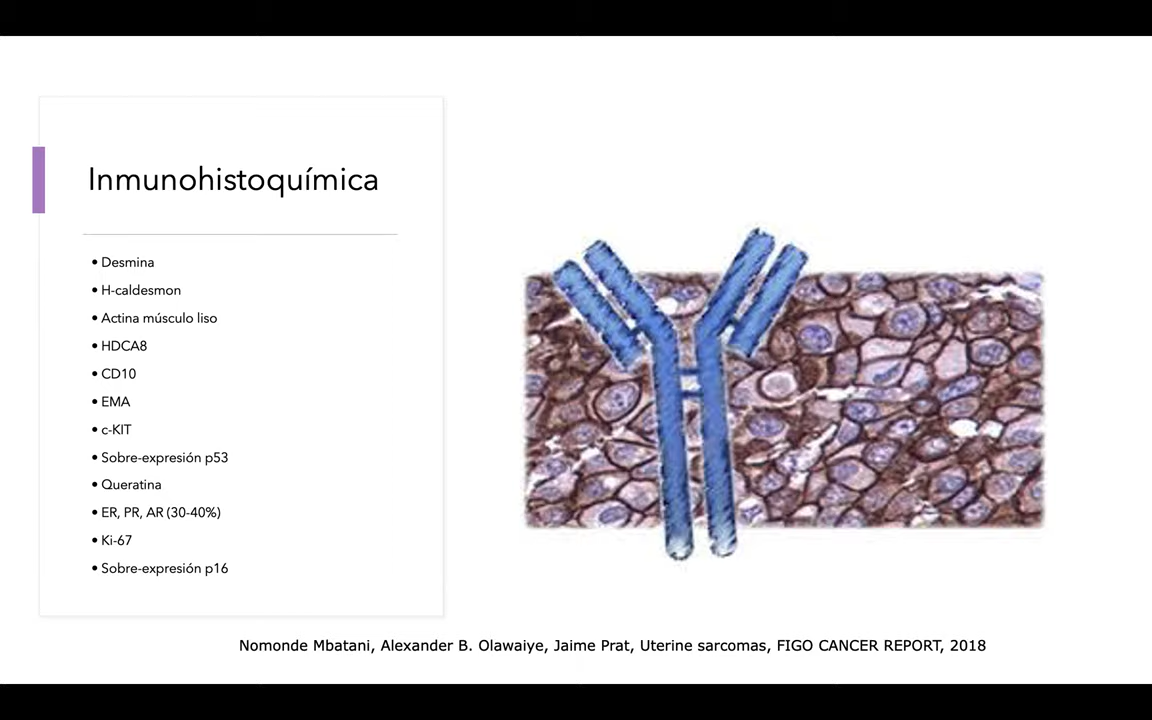 Inmunohistoquímica
• Desmina
• H-caldesmon
• Actina músculo liso
• HDCA8
• CD10
• EMA
• c-KIT
• Sobre-expresión p53
• Queratina
• ER, PR, AR (30-40%)
• Ki-67
• Sobre-expresión p16
Nomonde Mbatani, Alexander B. Olawaiye, Jaime Prat, Uterine sarcomas, FIGO CANCER REPORT, 2018